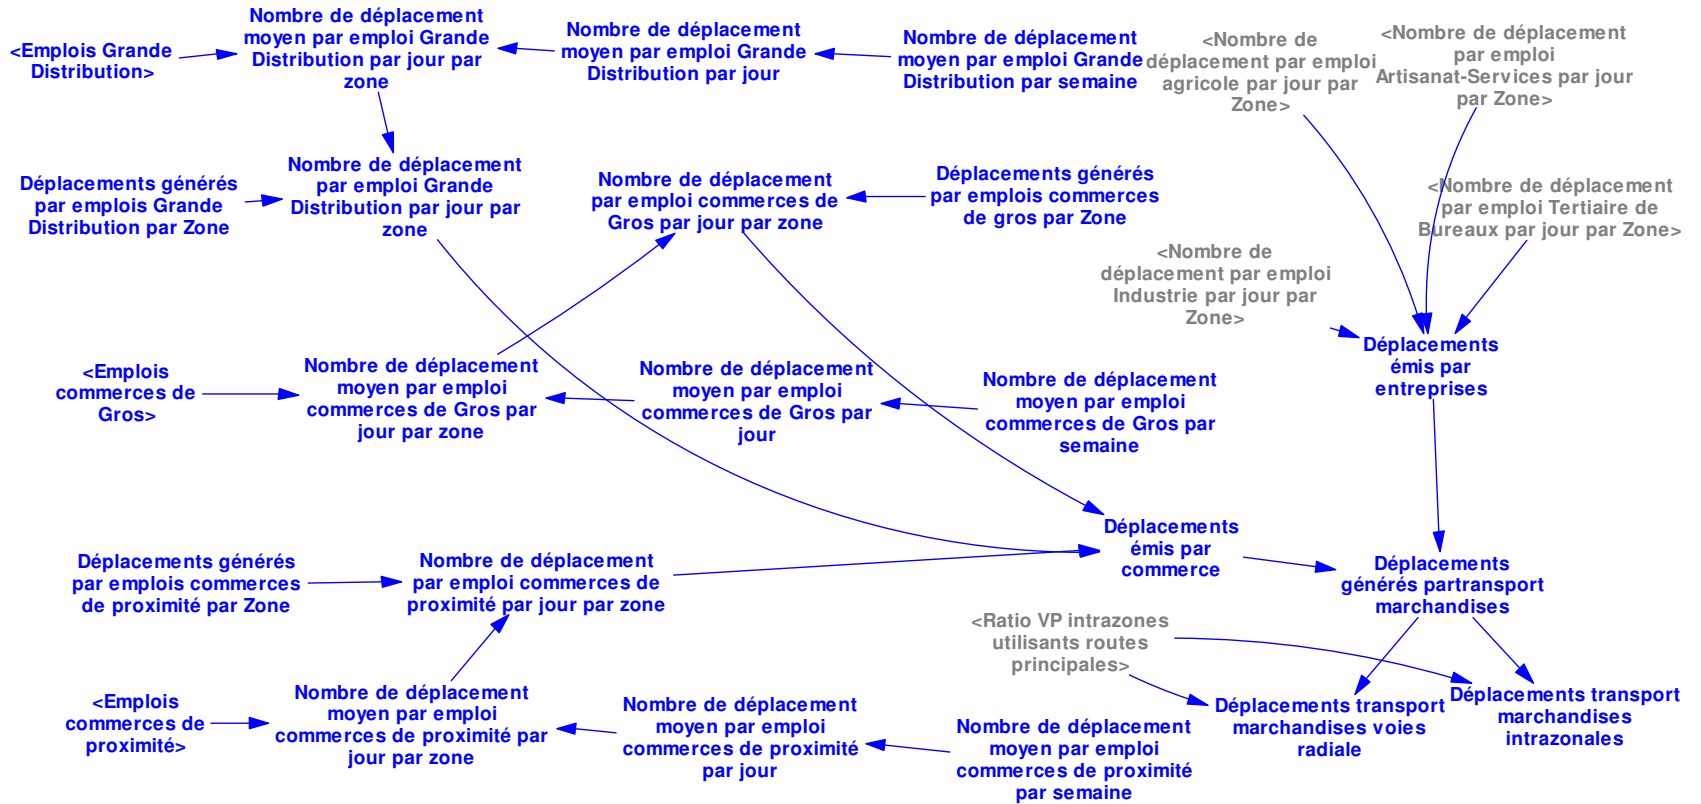 Nombre de déplacement
moyen par emploi Grande
Distribution par jour par
zone
<Emplois Grande
Distribution>
Nombre de déplacement
moyen par emploi Grande
Distribution par jour
Nombre de déplacement
moyen par emploi Grande
Distribution par semaine
<Nombre de
déplacement par emploi
agricole par jour par
Zone>
<Nombre de déplacement
par emploi
Artisanat-Services par jour
par Zone>
Déplacements générés
par emplois Grande
Distribution par Zone
Nombre de déplacement
par emploi Grande
Distribution par jour par
zone
Nombre de déplacement
par emploi commerces de
Gros par jour par zone
Déplacements générés
par emplois commerces
de gros par Zone
<Nombre de déplacement
par emploi Tertiaire de
Bureaux par jour par Zone>
<Nombre de
déplacement par emploi
Industrie par jour par
Zone>
Déplacements
émis par
entreprises
<Emplois
commerces de
Gros>
Nombre de déplacement
moyen par emploi
commerces de Gros par
jour par zone
Nombre de déplacement
moyen par emploi
commerces de Gros par
jour
Nombre de déplacement
moyen par emploi
commerces de Gros par
semaine
Déplacements
émis par
commerce
Déplacements générés
par emplois commerces
de proximité par Zone
Nombre de déplacement
par emploi commerces de
proximité par jour par zone
Déplacements
générés partransport
marchandises
<Ratio VP intrazones
utilisants routes
principales>
<Emplois
commerces de
proximité>
Nombre de déplacement
moyen par emploi
commerces de proximité par
jour par zone
Nombre de déplacement
moyen par emploi
commerces de proximité
par jour
Nombre de déplacement
moyen par emploi
commerces de proximité
par semaine
Déplacements transport
marchandises voies
radiale
Déplacements transport
marchandises
intrazonales